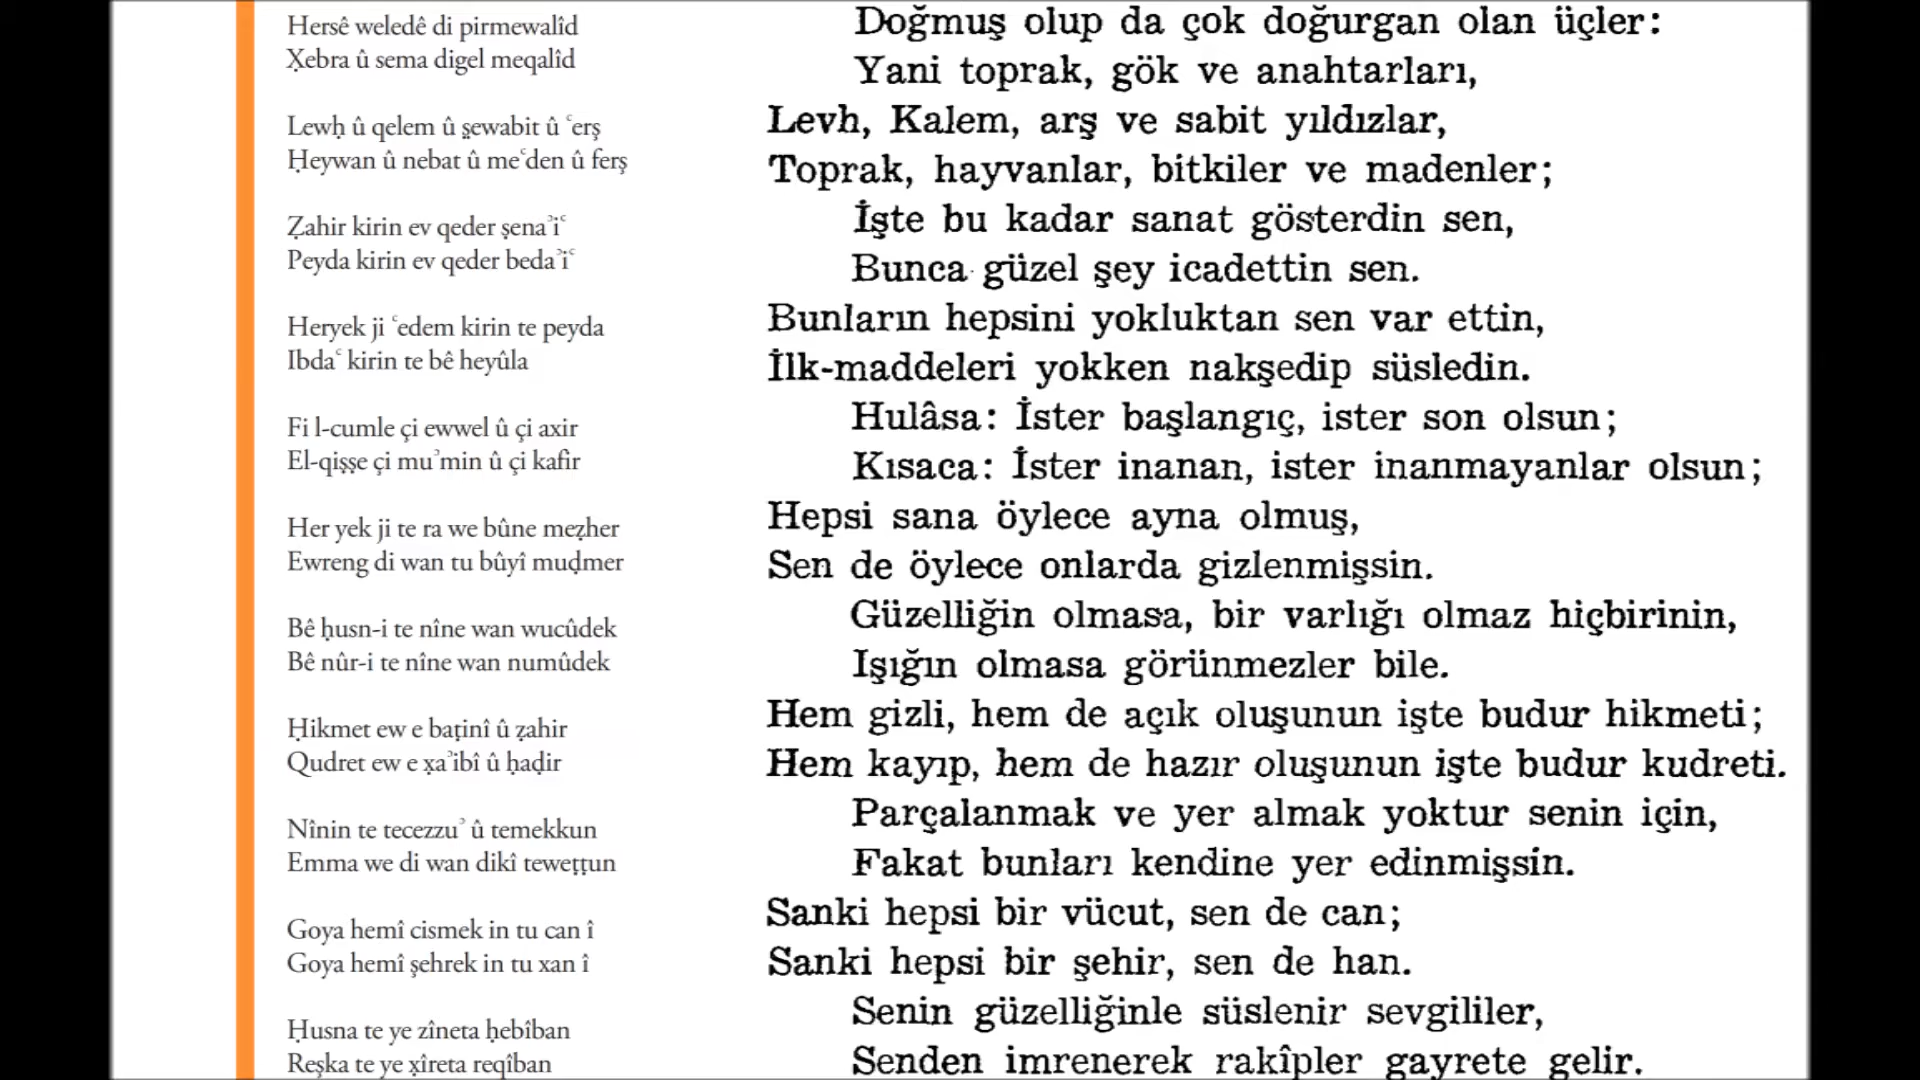 Hersê weledê di pirmewalîd
Ẋebra û sema digel meqalîd
Lewḥ û qelem û s̱ewabit û ʿerş
Ḥeywan û nebat û meʿden û ferş
Ẓahir kirin ev qeder ṣenaʾiʿ
Peyda kirin ev qeder bedaʾiʿ
Heryek ji ʿedem kirin te peyda
Ibdaʿ kirin te bê heyûla
Fi l-cumle çi ewwel û çi axir
El-qiṣṣe çi muʾmin û çi kafir
Her yek ji te ra we bûne meẓher
Ewreng di wan tu bûyî muḍmer
Bê ḥusn-i te nîne wan wucûdek
Bê nûr-i te nîne wan numûdek
Ḥikmet ew e baṭinî û ẓahir
Qudret ew e ẋaʾibî û ḥaḍir
Nînin te tecezzuʾ û temekkun
Emma we di wan dikî teweṭṭun
Goya hemî cismek in tu can î
Goya hemî şehrek in tu xan î
Ḥusna te ye zîneta ḥebîban
Reşka te ye ẋîreta reqîban
Doğmuş olup da çok doğurgan olan üçler:
Yani toprak, gök ve anahtarları,
Levh, Kalem, arş ve sabit yıldızlar,
Toprak, hayvanlar, bitkiler ve madenler;
İşte bu kadar sanat gösterdin sen,
Bunca güzel şey icadettin sen.
Bunların hepsini yokluktan sen var ettin,
İlk-maddeleri yokken nakşedip süsledin.
Hulâsa: İster başlangıç, ister son olsun;
Kısaca: İster inanan, ister inanmayanlar olsun;
Hepsi sana öylece ayna olmuş,
Sen de öylece onlarda gizlenmişsin.
Güzelliğin olmasa, bir varlığı olmaz hiçbirinin,
Işığın olmasa görünmezler bile.
Hem gizli, hem de açık oluşunun işte budur hikmeti;
Hem kayıp, hem de hazır oluşunun işte budur kudreti.
Parçalanmak ve yer almak yoktur senin için,
Fakat bunları kendine yer edinmişsin.
Sanki hepsi bir vücut, sen de can;
Sanki hepsi bir şehir, sen de han.
Senin güzelliğinle süslenir sevgililer,
Senden imrenerek rakîpler gayrete gelir.